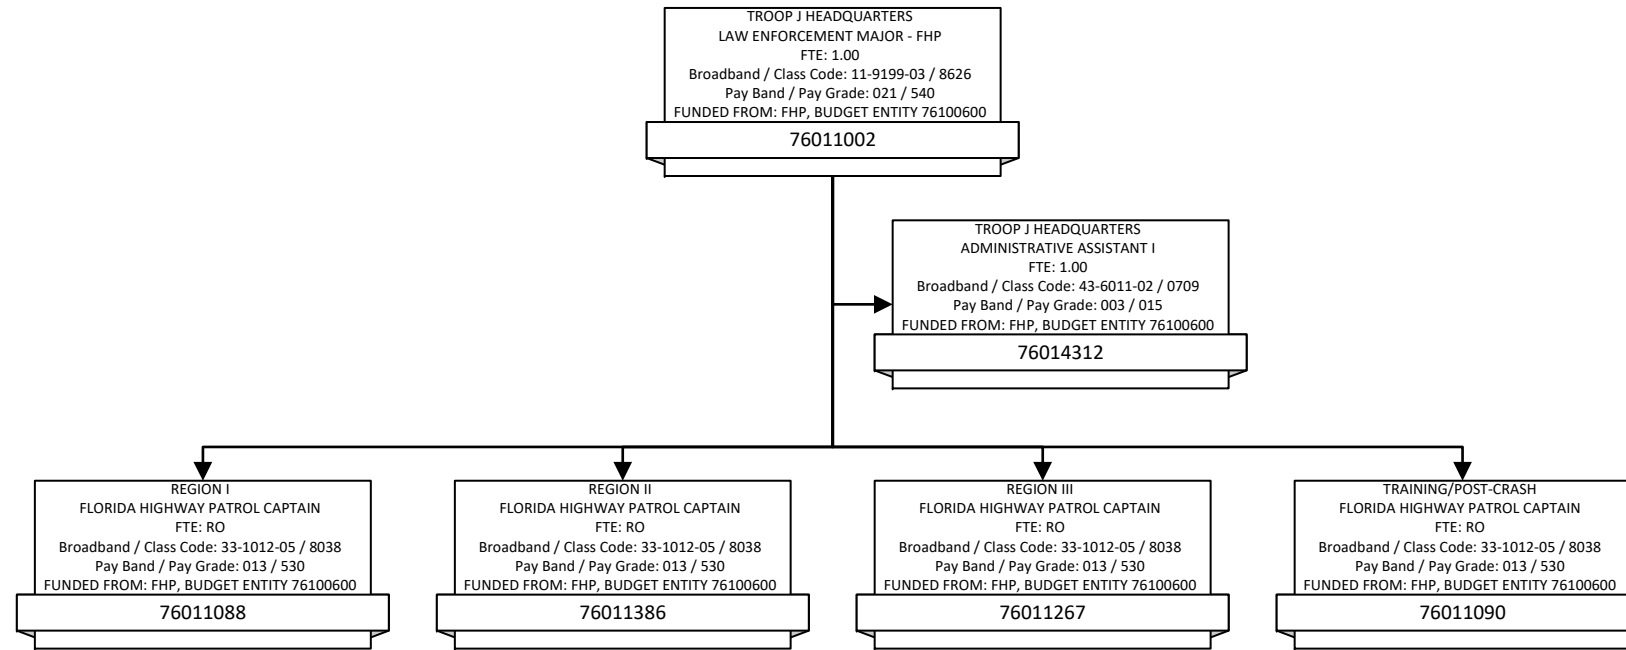 TROOP J HEADQUARTERS
LAW ENFORCEMENT MAJOR - FHP
FTE: 1.00
Broadband / Class Code: 11-9199-03 / 8626
Pay Band / Pay Grade: 021 / 540
FUNDED FROM: FHP, BUDGET ENTITY 76100600
76011002
TROOP J HEADQUARTERS
ADMINISTRATIVE ASSISTANT I
FTE: 1.00
Broadband / Class Code: 43-6011-02 / 0709
Pay Band / Pay Grade: 003 / 015
FUNDED FROM: FHP, BUDGET ENTITY 76100600
76014312
REGION I
FLORIDA HIGHWAY PATROL CAPTAIN
FTE: RO
Broadband / Class Code: 33-1012-05 / 8038
Pay Band / Pay Grade: 013 / 530
FUNDED FROM: FHP, BUDGET ENTITY 76100600
76011088
REGION II
FLORIDA HIGHWAY PATROL CAPTAIN
FTE: RO
Broadband / Class Code: 33-1012-05 / 8038
Pay Band / Pay Grade: 013 / 530
FUNDED FROM: FHP, BUDGET ENTITY 76100600
76011386
REGION III
FLORIDA HIGHWAY PATROL CAPTAIN
FTE: RO
Broadband / Class Code: 33-1012-05 / 8038
Pay Band / Pay Grade: 013 / 530
FUNDED FROM: FHP, BUDGET ENTITY 76100600
76011267
TRAINING/POST-CRASH
FLORIDA HIGHWAY PATROL CAPTAIN
FTE: RO
Broadband / Class Code: 33-1012-05 / 8038
Pay Band / Pay Grade: 013 / 530
FUNDED FROM: FHP, BUDGET ENTITY 76100600
76011090